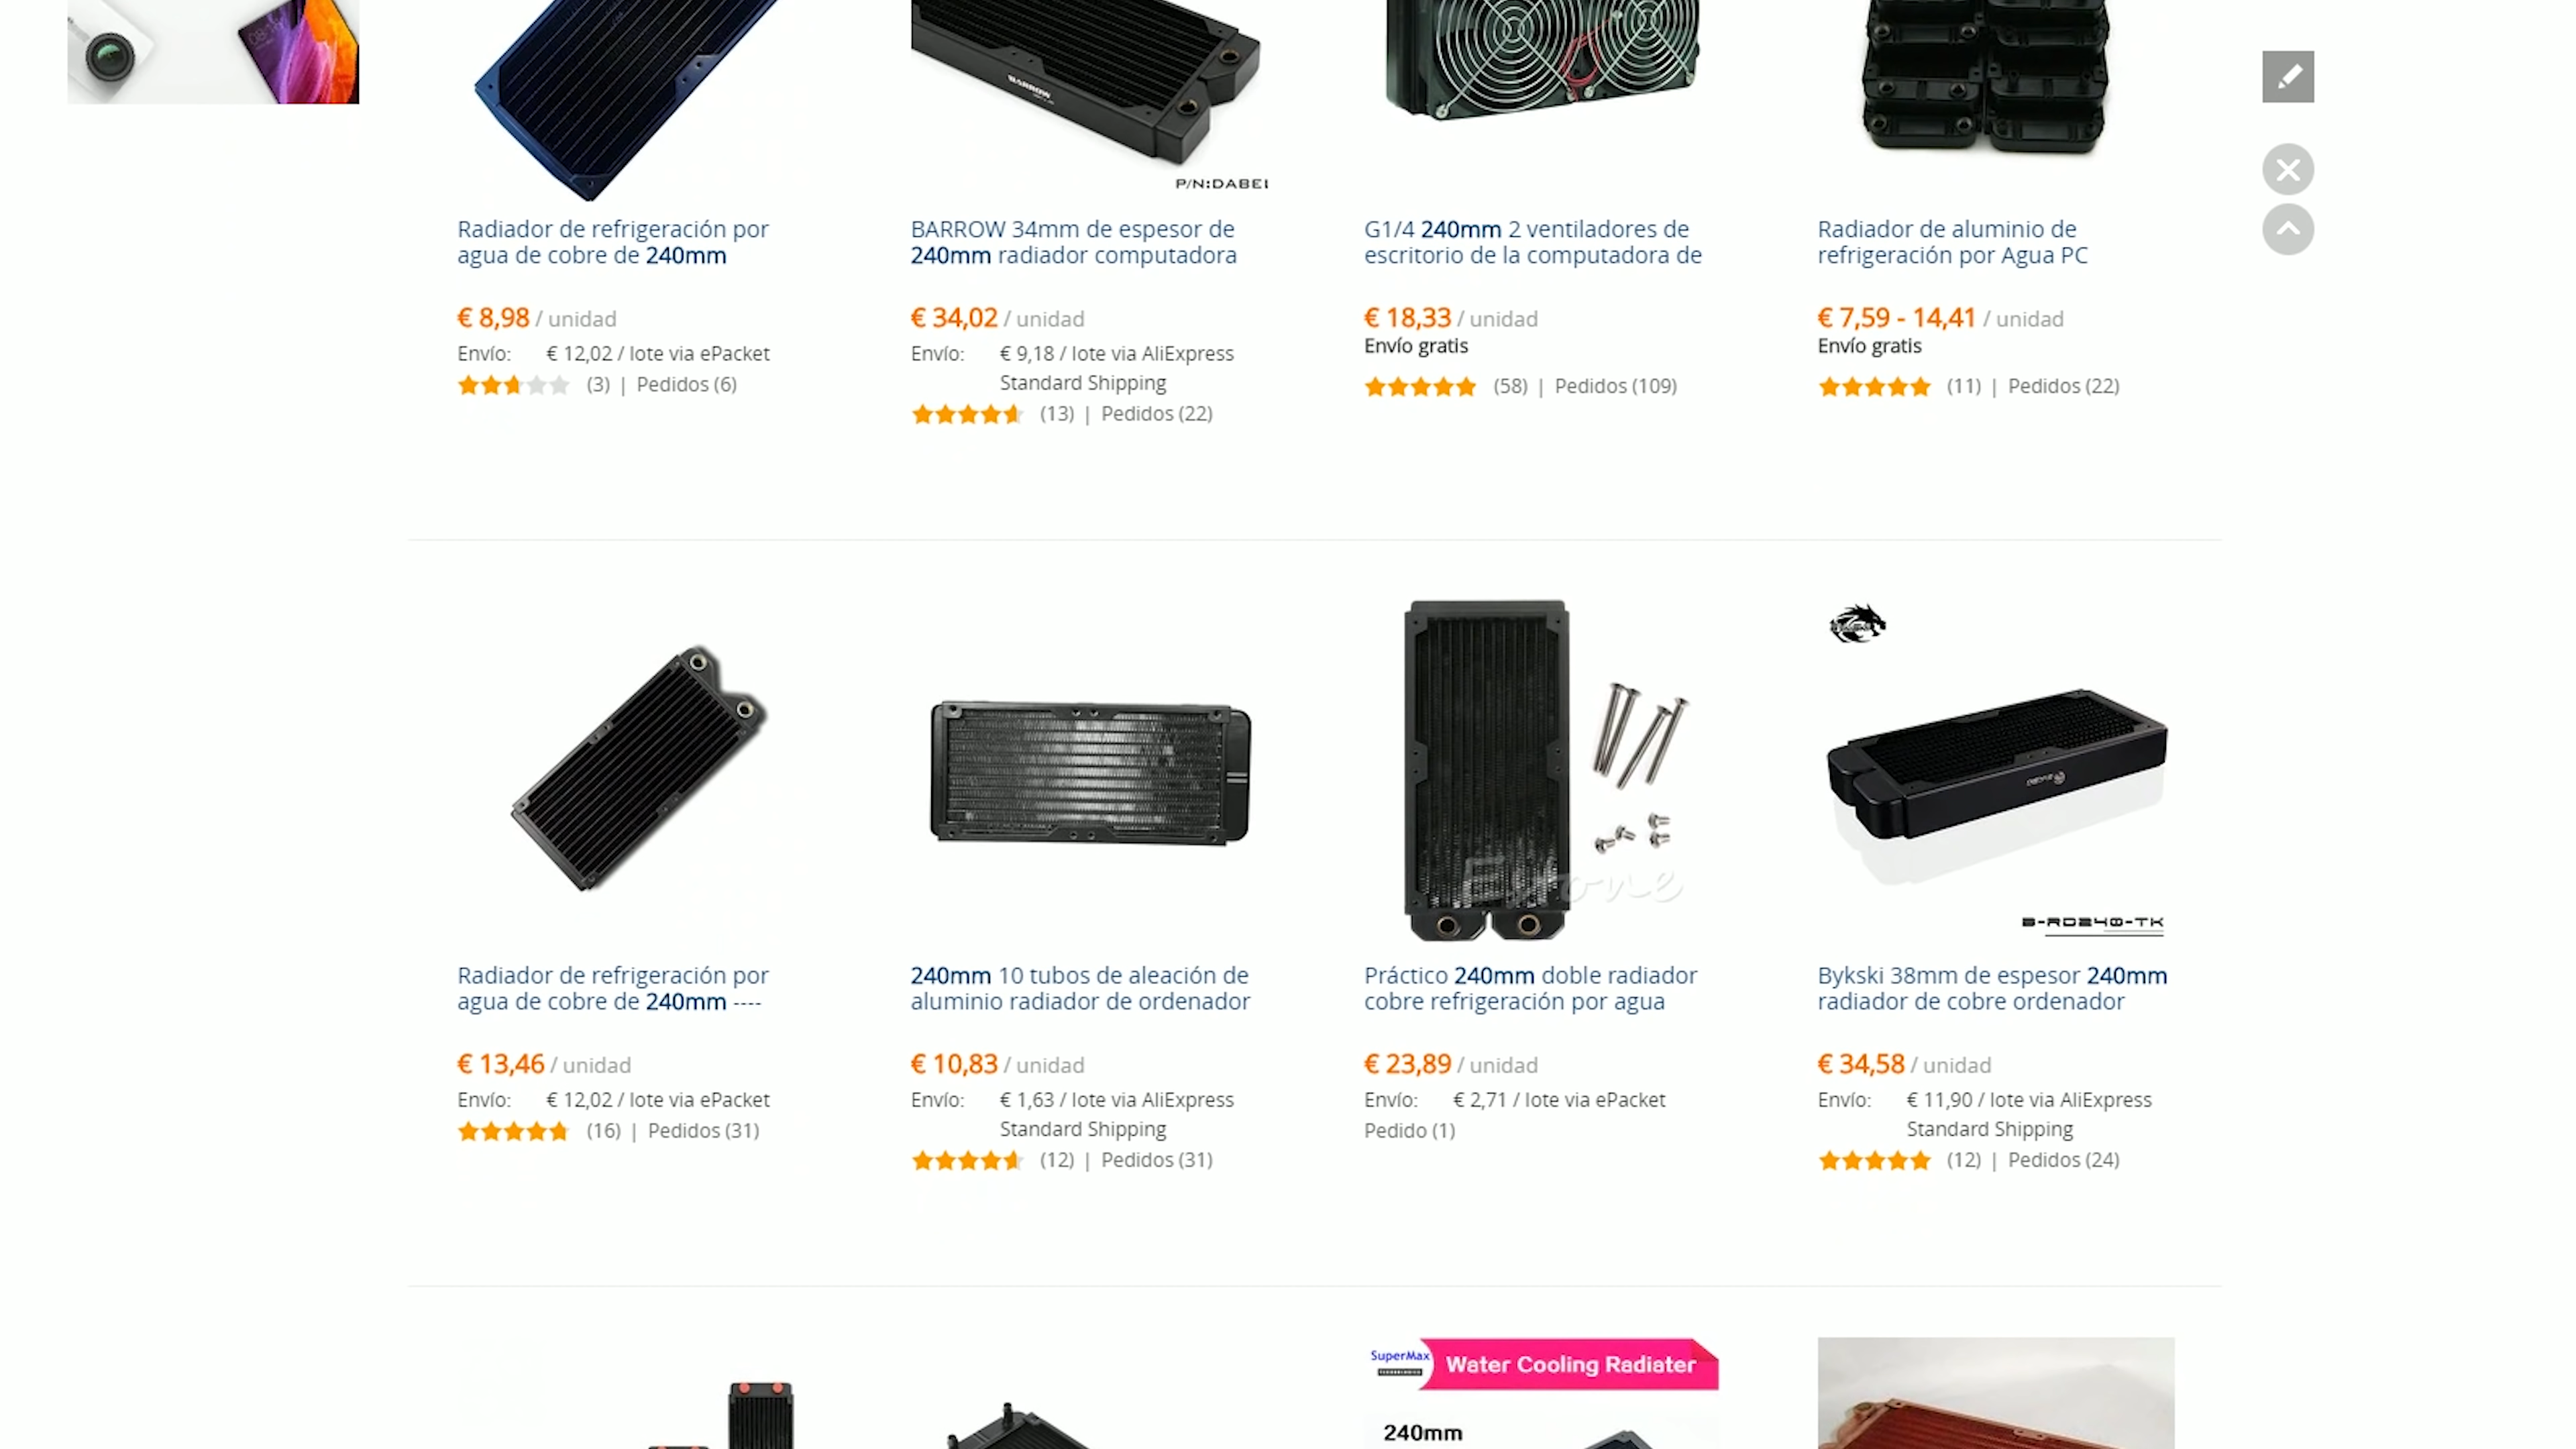 BARROW
P/N:DABEL
Radiador de refrigeración por
agua de cobre de 240mm
€ 8,98 / unidad
Envío: € 12,02 / lote via ePacket
(3) | Pedidos (6)
BARROW 34mm de espesor de
240mm radiador computadora
€ 34,02 / unidad
Envío: € 9,18 / lote via AliExpress
Standard Shipping
(13) | Pedidos (22)
G1/4 240mm 2 ventiladores de
escritorio de la computadora de
€ 18,33 / unidad
Envío gratis
(58) | Pedidos (109)
Radiador de aluminio de
refrigeración por Agua PC
€ 7,59 - 14,41 / unidad
Envío gratis
(11) | Pedidos (22)
B-RD240-TK
Radiador de refrigeración por
agua de cobre de 240mm ----
€ 13,46 / unidad
Envío: € 12,02 / lote via ePacket
(16) | Pedidos (31)
240mm 10 tubos de aleación de
aluminio radiador de ordenador
€ 10,83 / unidad
Envío: € 1,63 / lote via AliExpress
Standard Shipping
(12) | Pedidos (31)
Práctico 240mm doble radiador
cobre refrigeración por agua
€ 23,89 / unidad
Envío: € 2,71 / lote via ePacket
Pedido (1)
Bykski 38mm de espesor 240mm
radiador de cobre ordenador
€ 34,58 / unidad
Envío: € 11,90 / lote via AliExpress
Standard Shipping
(12) | Pedidos (24)
SuperMax
Water Cooling Radiater
240mm